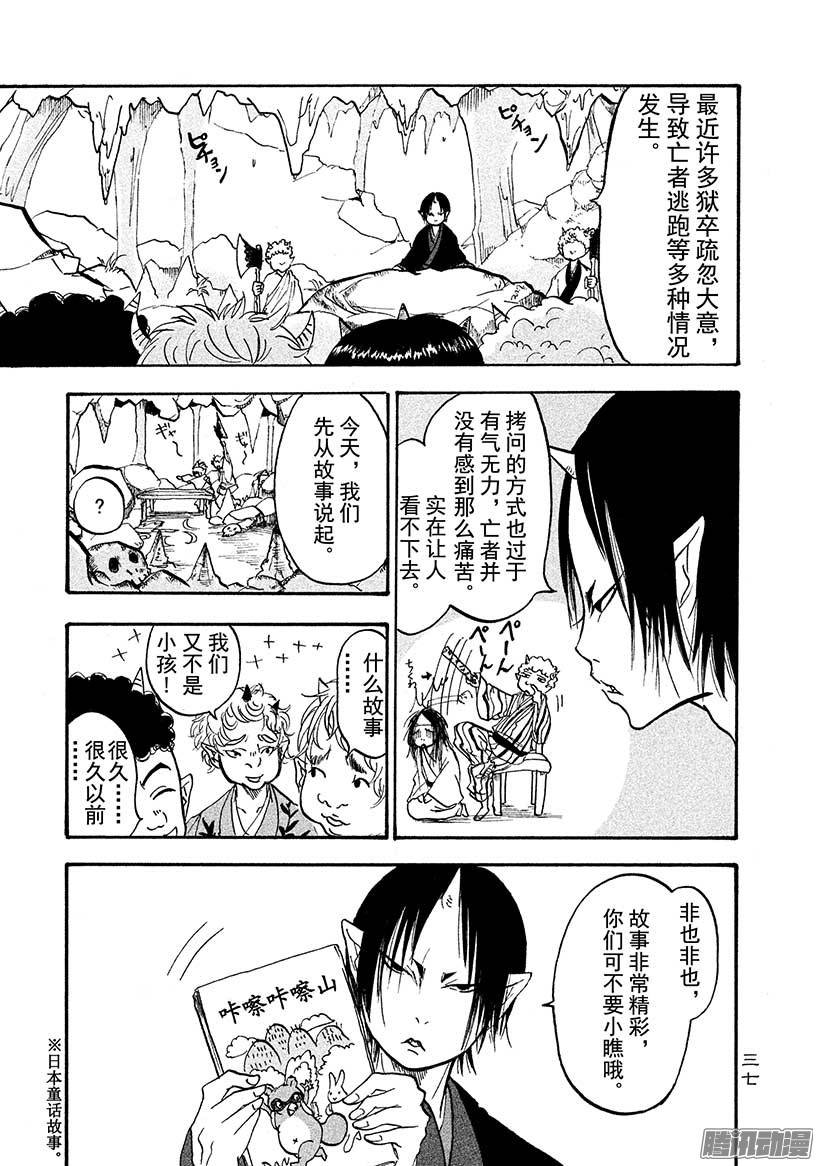 最近许多狱卒疏忽大意，
导致亡者逃跑等多种情况
发生。
ピチョン
ピチョン
拷问的方式也过于
有气无力，亡者并
没有感到那么痛苦。
实在让人
看不下去。
ぺーん
ぺーん
今天，我们
先从故事说起。
？
什么故事
……
我们
又不是
小孩！
很久……
很久以前
非也非也，
故事非常精彩，
你们可不要小瞧哦。
咔嚓咔嚓山
※日本童话故事。
三七
腾讯动漫